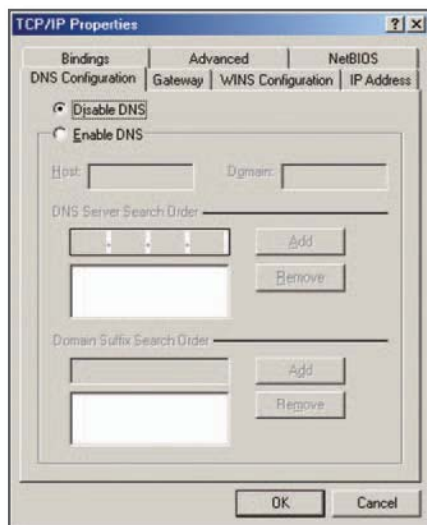 TCP/IP Properties
Bindings Advanced NetBIOS
DNS Configuration Gateway WINS Configuration IP Address
Disable DNS
Enable DNS
Host: Domain:
DNS Server Search Order
Add
Remove
Domain Suffix Search Order
Add
Remove
OK Cancel